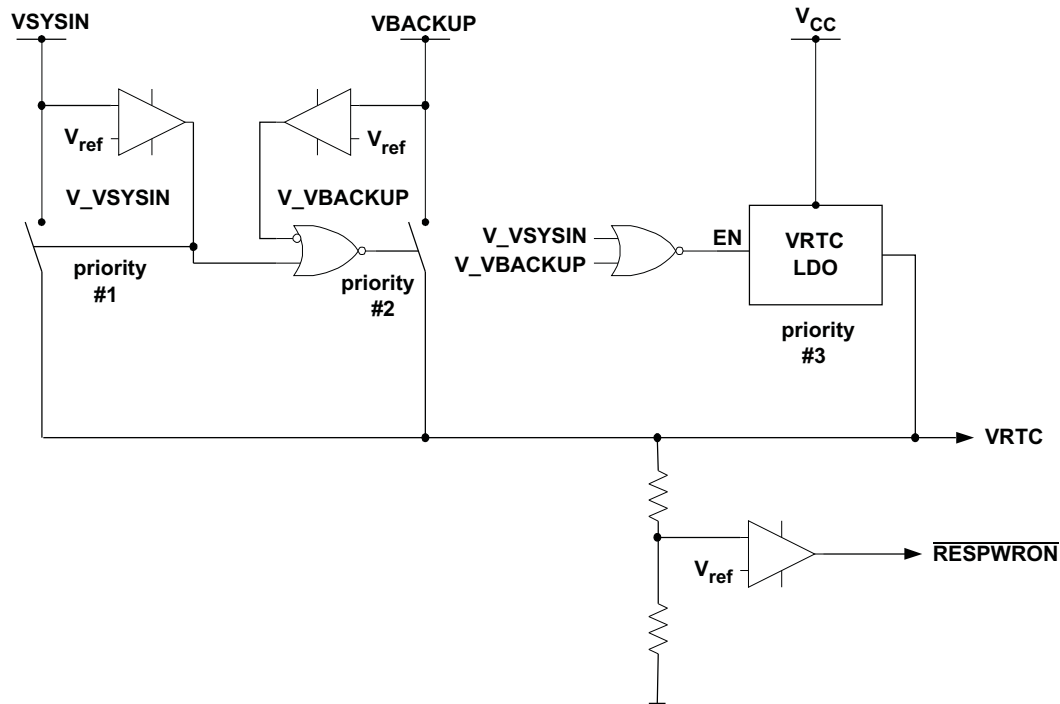 VSYSIN
VBACKUP
VCC
Vref
Vref
V_VSYSIN
V_VBACKUP
priority
#1
priority
#2
V_VSYSIN
V_VBACKUP
EN
VRTC
LDO
priority
#3
VRTC
Vref
RESPWRON